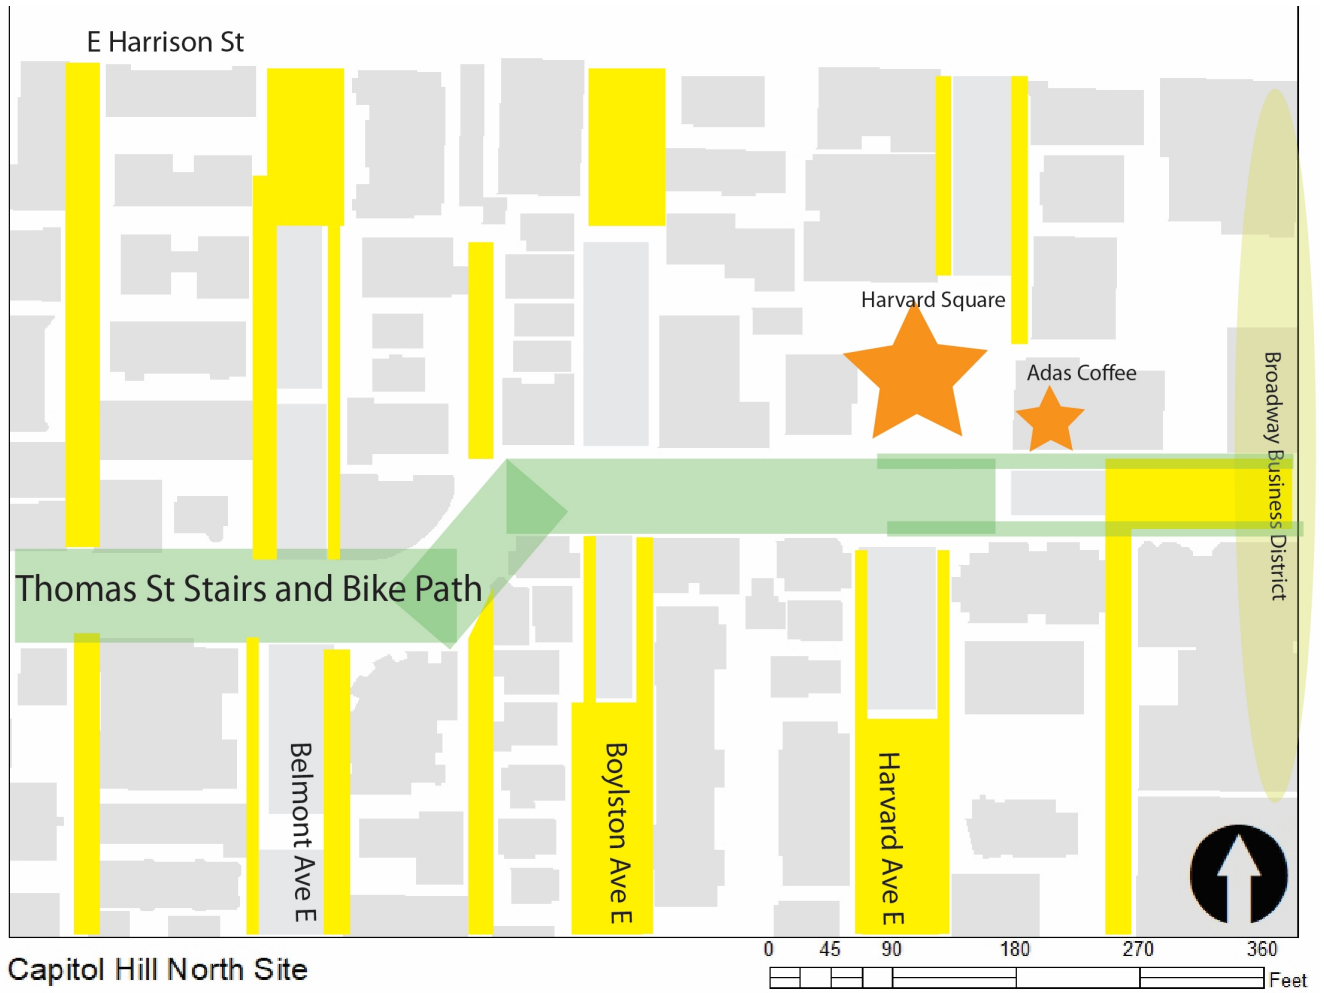 E Harrison St
Harvard Square
Adas Coffee
Broadway Business District
Thomas St Stairs and Bike Path
Belmont Ave E
Boylston Ave E
Harvard Ave E
0 45 90 180 270 360
Feet
Capitol Hill North Site